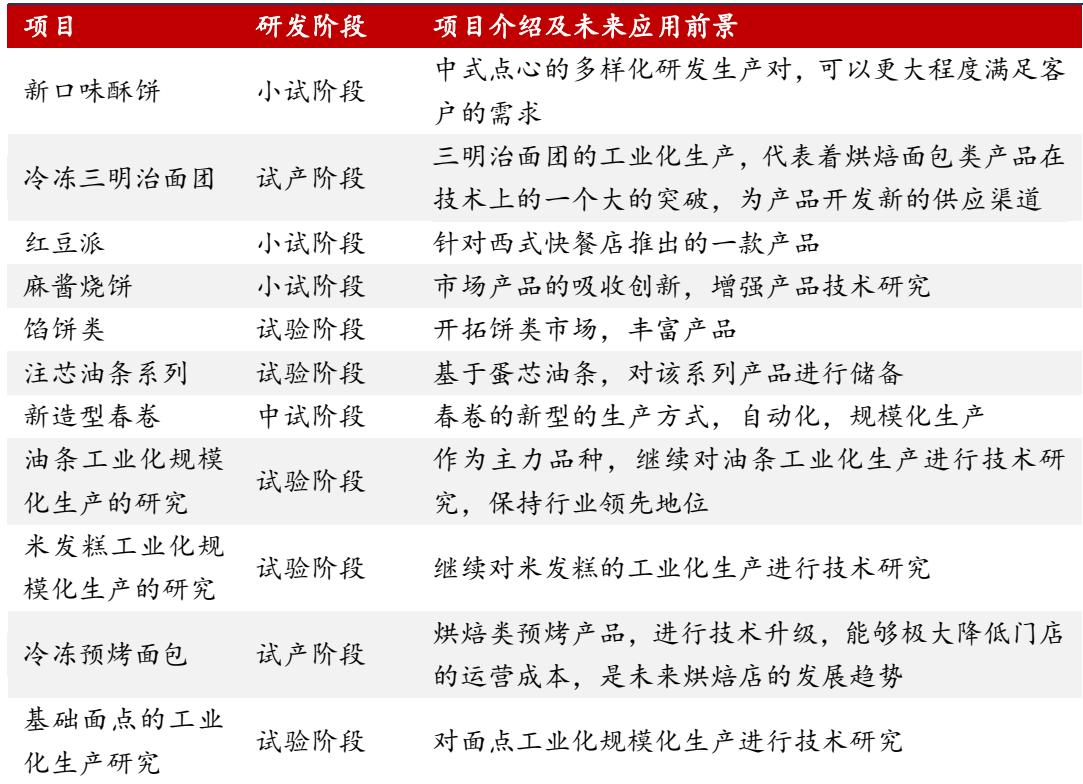 项目 研发阶段 项目介绍及未来应用前景
新口味酥饼 小试阶段 中式点心的多样化研发生产对，可以更大程度满足客
户的需求
冷冻三明治面团 试产阶段 三明治面团的工业化生产，代表着烘焙面包类产品在
技术上的一个大的突破，为产品开发新的供应渠道
红豆派 小试阶段 针对西式快餐店推出的一款产品
麻酱烧饼 小试阶段 市场产品的吸收创新，增强产品技术研究
馅饼类 试验阶段 开拓饼类市场，丰富产品
注芯油条系列 试验阶段 基于蛋芯油条，对该系列产品进行储备
新造型春卷 中试阶段 春卷的新型的生产方式，自动化，规模化生产
油条工业化规模
化生产的研究 试验阶段 作为主力品种，继续对油条工业化生产进行技术研
究，保持行业领先地位
米发糕工业化规
模化生产的研究 试验阶段 继续对米发糕的工业化生产进行技术研究
冷冻预烤面包 试产阶段 烘焙类预烤产品，进行技术升级，能够极大降低门店
的运营成本，是未来烘焙店的发展趋势
基础面点的工业
化生产研究 试验阶段 对面点工业化规模化生产进行技术研究